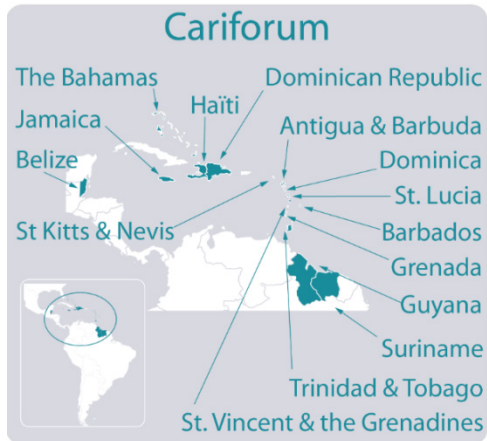 Cariforum
The Bahamas
Dominican Republic
Haïti
Jamaica
Antigua & Barbuda
Belize
Dominica
St. Lucia
St Kitts & Nevis
Barbados
Grenada
Guyana
Suriname
Trinidad & Tobago
St. Vincent & the Grenadines